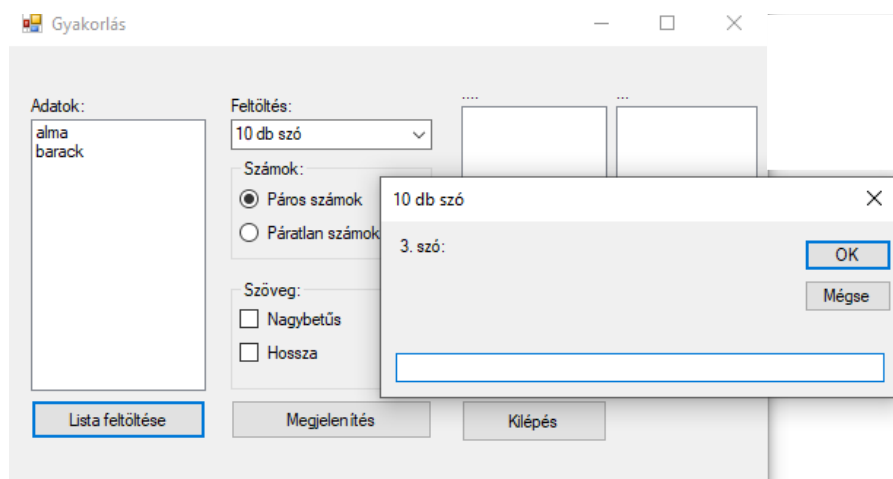 Gyakorlás
Adatok:
alma
barack
Feltöltés:
10 db szó
Számok:
Páros számok
Páratlan számok
Szöveg:
Nagybetűs
Hossza
....
...
10 db szó
3. szó:
OK
Mégse
Lista feltöltése
Megjelenítés
Kilépés